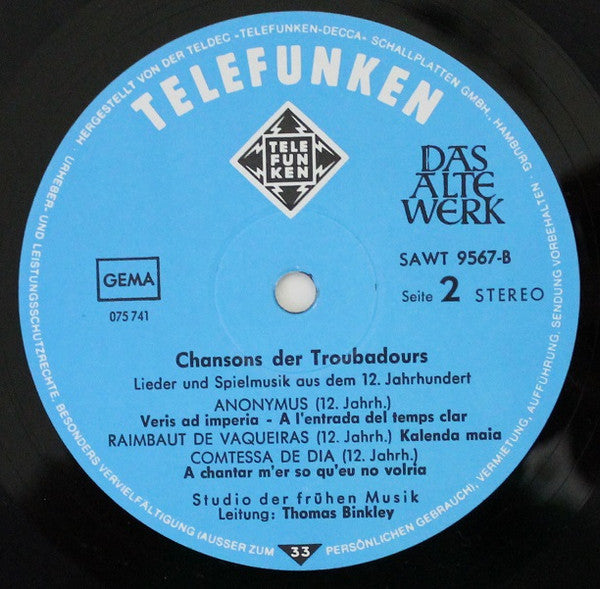 TELEFUNKEN
TELE
FUN
KEN
DAS
ALTE
WERK
SAWT 9567-B
GEMA
Seite 2 STEREO
075 741
Chansons der Troubadours
Lieder und Spielmusik aus dem 12. Jahrhundert
ANONYMUS (12. Jahrh.)
Veris ad imperia - A l'entrada del temps clar
RAIMBAUT DE VAQUEIRAS (12. Jahrh.) Kalenda maia
COMTESSA DE DIA (12. Jahrh.)
A chantar m'er so qu'eu no volria
Studio der frühen Musik
Leitung: Thomas Binkley
33
URHEBER- UND LEISTUNGSSCHUTZRECHTE, BESONDERS VERVIELFÄLTIGUNG (AUSSER ZUM PERSÖNLICHEN GEBRAUCH), VERMIETUNG, AUFFÜHRUNG, SENDUNG VORBEHALTEN · HERGESTELLT VON DER TELDEC »TELEFUNKEN-DECCA« SCHALLPLATTEN GMBH., HAMBURG ·